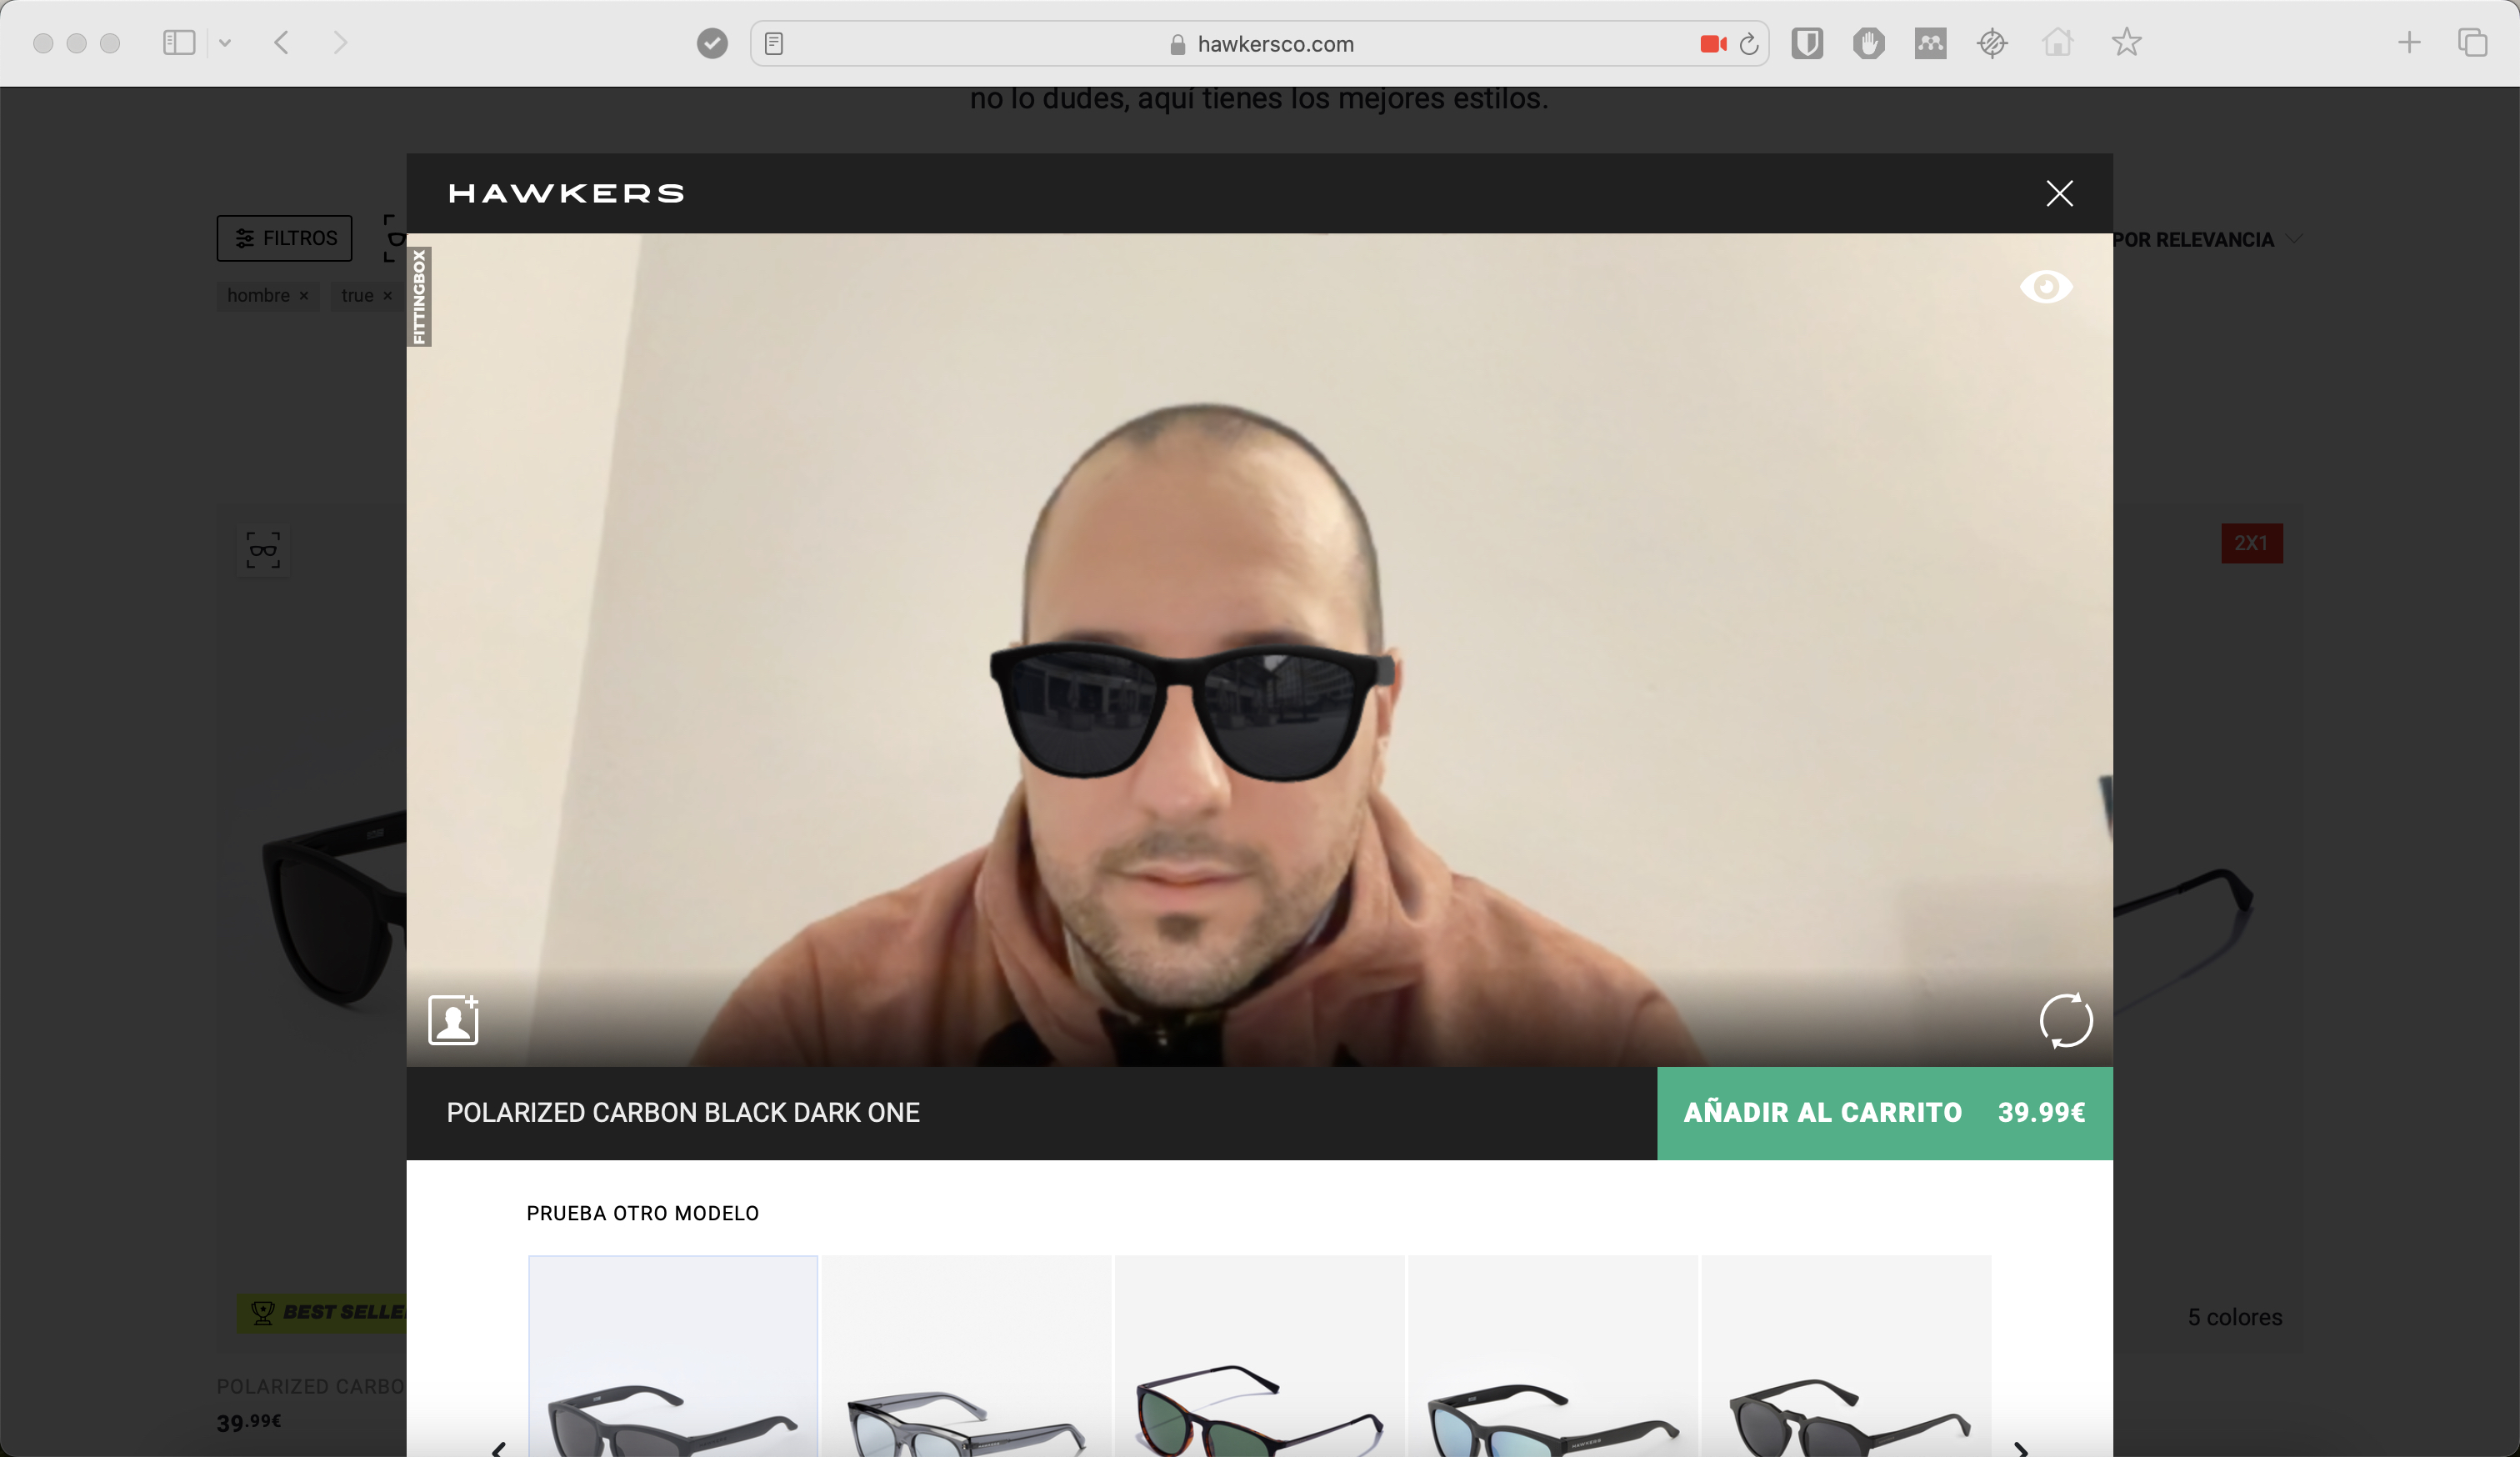 hawkersco.com
no lo dudes, aquí tienes los mejores estilos.
HAWKERS
FILTROS
POR RELEVANCIA
hombre × true ×
FITTINGBOX
2X1
POLARIZED CARBON BLACK DARK ONE
AÑADIR AL CARRITO 39.99€
PRUEBA OTRO MODELO
BEST SELLE
5 colores
POLARIZED CARBO
39.99€